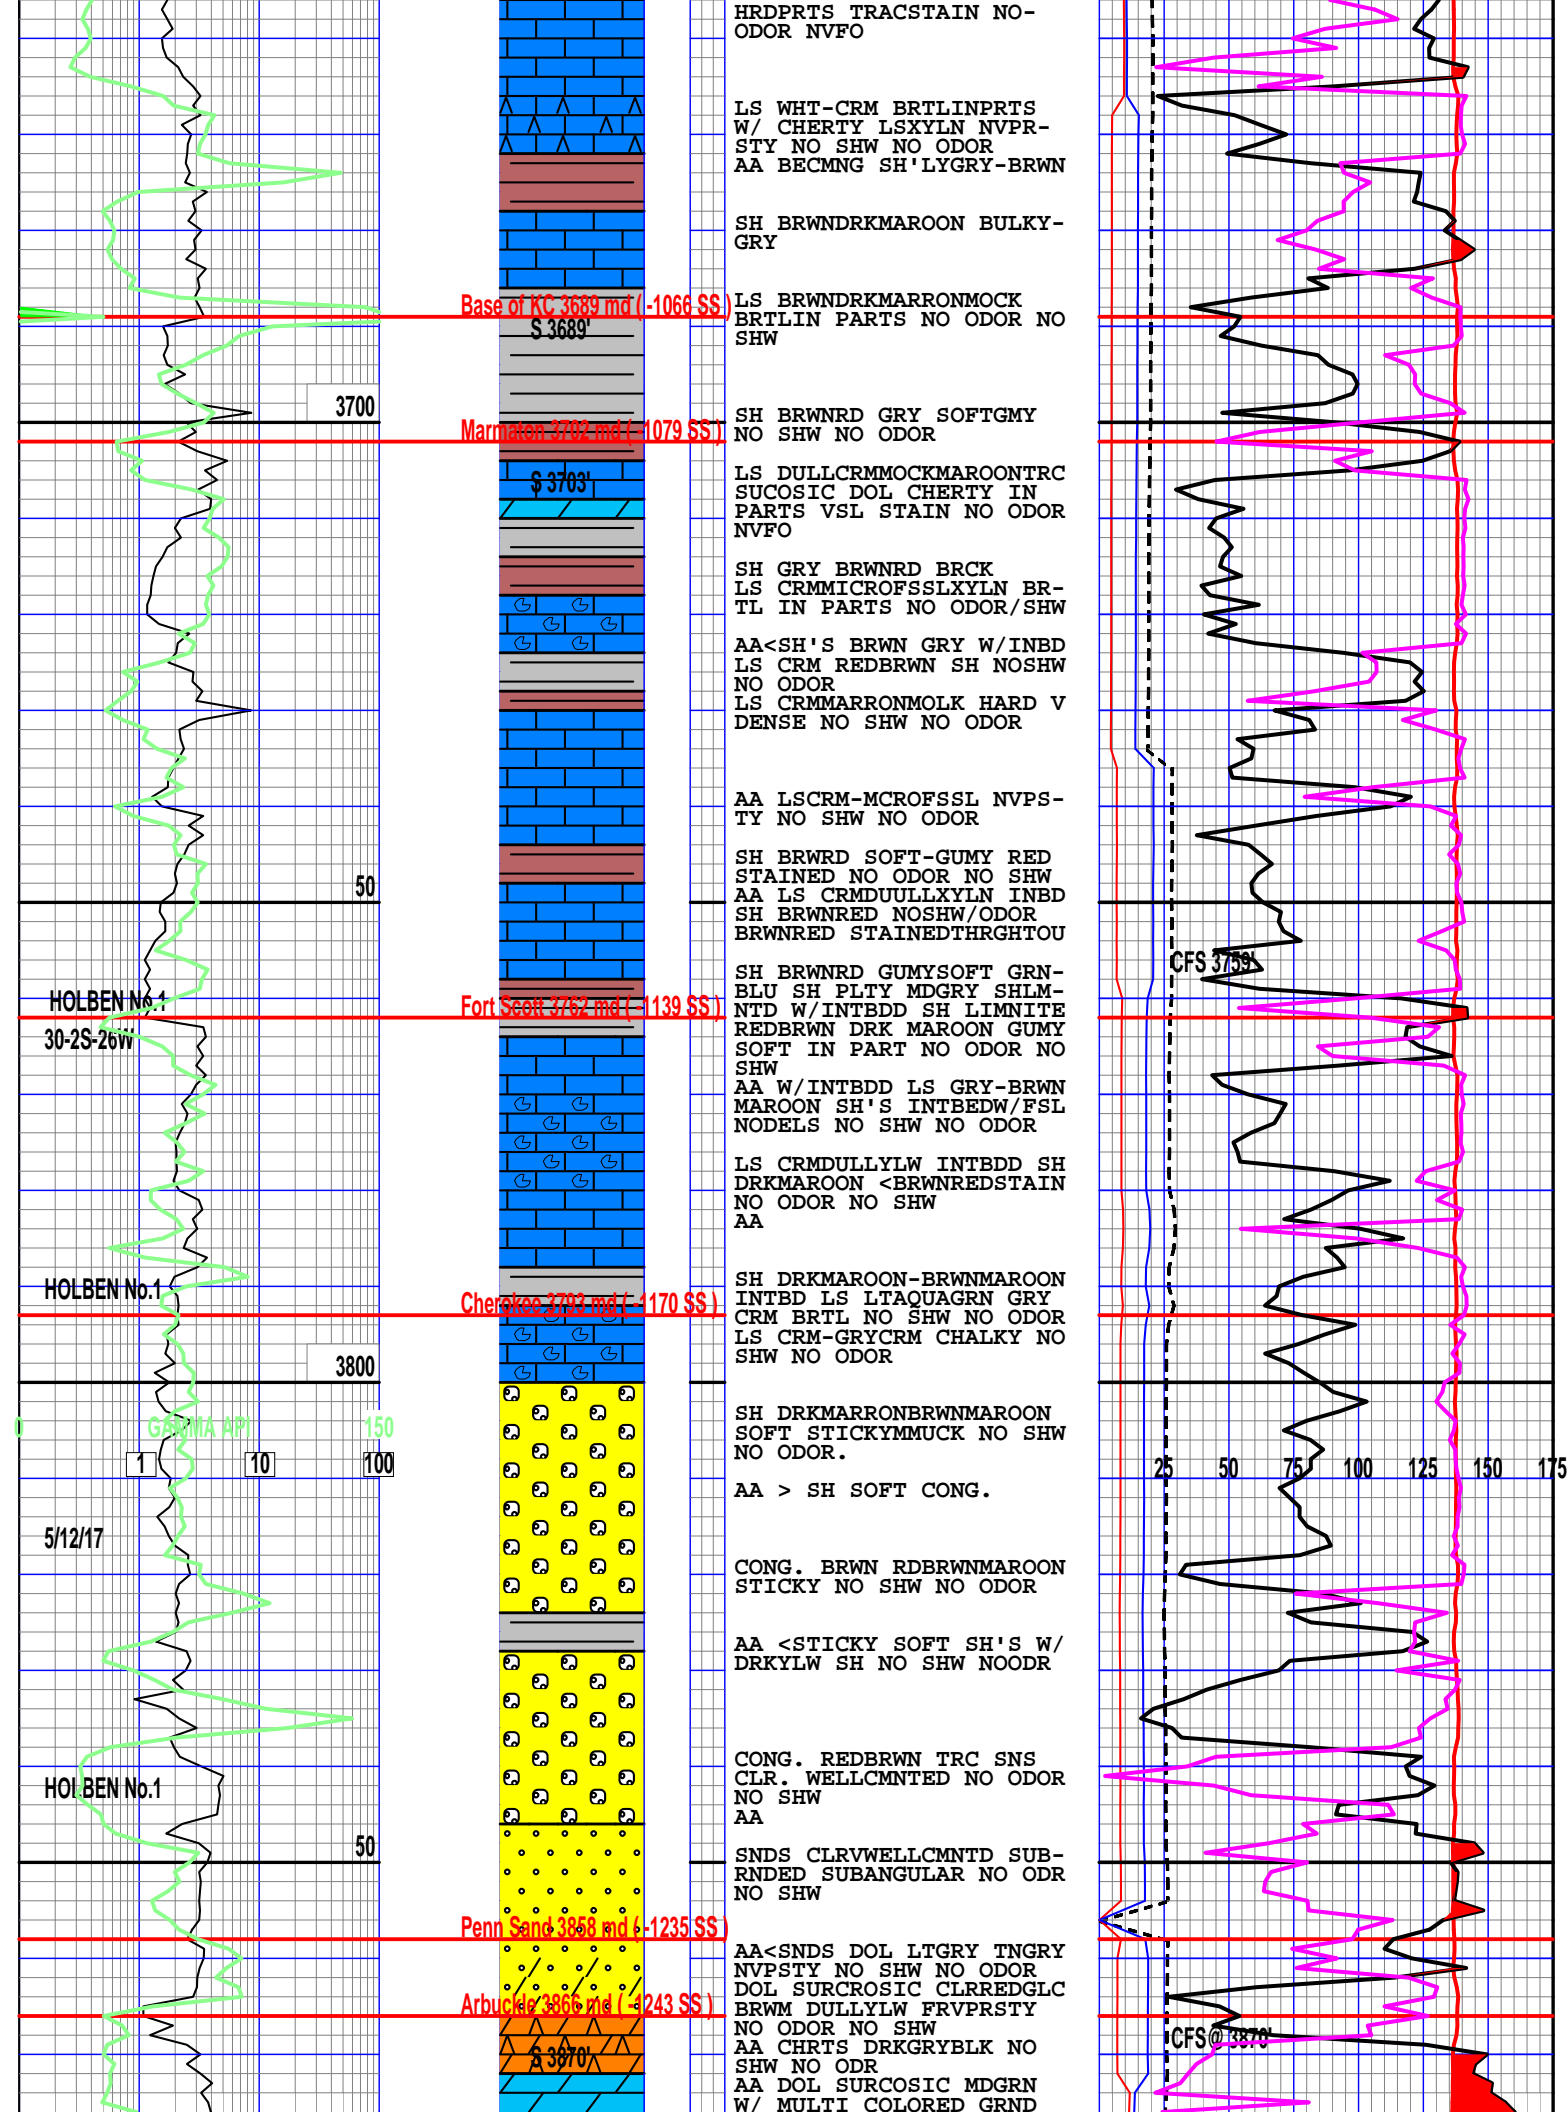 HRDPRTS TRACSTAIN NO-
ODOR NVFO
LS WHT-CRM BRTLINPRTS
W/ CHERTY LSXYLN NVPR-
STY NO SHW NO ODOR
AA BECMNG SH'LYGRY-BRWN
SH BRWNDRKMAROON BULKY-
GRY
Base of KC 3689 md ( -1066 SS )
S 3689'
LS BRWNDRKMARRONMOCK
BRTLIN PARTS NO ODOR NO
SHW
3700
Marmaton 3702 md ( -1079 SS )
SH BRWNRD GRY SOFTGMY
NO SHW NO ODOR
S 3703'
LS DULLCRMMOCKMAROONTRC
SUCOSIC DOL CHERTY IN
PARTS VSL STAIN NO ODOR
NVFO
SH GRY BRWNRD BRCK
LS CRMMICROFSSLXYLN BR-
TL IN PARTS NO ODOR/SHW
AA<SH'S BRWN GRY W/INBD
LS CRM REDBRWN SH NOSHW
NO ODOR
LS CRMMARRONMOLK HARD V
DENSE NO SHW NO ODOR
AA LSCRM-MCROFSSL NVPS-
TY NO SHW NO ODOR
50
SH BRWRD SOFT-GUMY RED
STAINED NO ODOR NO SHW
AA LS CRMDUULLXYLN INBD
SH BRWNRED NOSHW/ODOR
BRWNRED STAINEDTHRGHTOU
CFS 3759'
HOLBEN No.1
30-2S-26W
Fort Scott 3762 md ( -1139 SS )
SH BRWNRD GUMYSOFT GRN-
BLU SH PLTY MDGRY SHLM-
NTD W/INTBDD SH LIMNITE
REDBRWN DRK MAROON GUMY
SOFT IN PART NO ODOR NO
SHW
AA W/INTBDD LS GRY-BRWN
MAROON SH'S INTBEDW/FSL
NODELS NO SHW NO ODOR
LS CRMDULLYLW INTBDD SH
DRKMAROON <BRWNREDSTAIN
NO ODOR NO SHW
AA
HOLBEN No.1
Cherokee 3793 md ( -1170 SS )
SH DRKMAROON-BRWNMAROON
INTBD LS LTAQUAGRN GRY
CRM BRTL NO SHW NO ODOR
LS CRM-GRYCRM CHALKY NO
SHW NO ODOR
3800
0 GAMMA API 150
1 10 100
SH DRKMARRONBRWNMAROON
SOFT STICKYMMUCK NO SHW
NO ODOR.
25 50 75 100 125 150 175
AA > SH SOFT CONG.
5/12/17
CONG. BRWN RDBRWNMAROON
STICKY NO SHW NO ODOR
AA <STICKY SOFT SH'S W/
DRKYLW SH NO SHW NOODR
HOLBEN No.1
CONG. REDBRWN TRC SNS
CLR. WELLCMNTED NO ODOR
NO SHW
AA
50
SNDS CLRVWELLCMNTD SUB-
RNDED SUBANGULAR NO ODR
NO SHW
Penn Sand 3858 md ( -1235 SS )
AA<SNDS DOL LTGRY TNGRY
NVPSTY NO SHW NO ODOR
DOL SURCROSIC CLRREDGLC
BRWM DULLYLW FRVPRSTY
NO ODOR NO SHW
Arbuckle 3866 md ( -1243 SS )
S 3870'
CFS@ 3870'
AA CHRTS DRKGRYBLK NO
SHW NO ODR
AA DOL SURCOSIC MDGRN
W/ MULTI COLORED GRND